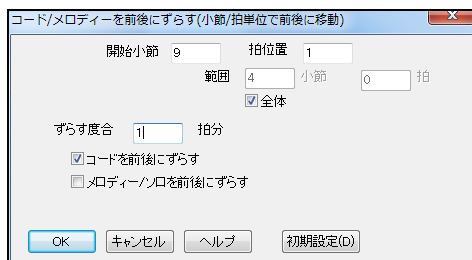 コード/メロディーを前後にずらす(小節/拍単位で前後に移動)
開始小節 9 拍位置 1
範囲 4 小節 0 拍
全体
ずらす度合 1 拍分
コードを前後にずらす
メロディー/ソロを前後にずらす
OK キャンセル ヘルプ 初期設定(D)